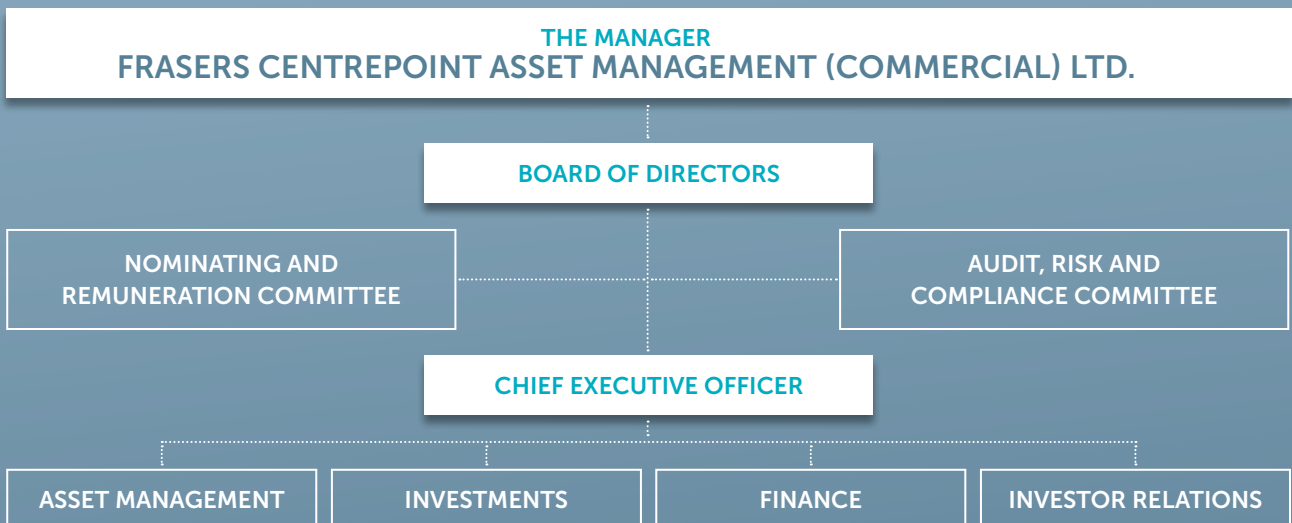 THE MANAGER
FRASERS CENTREPOINT ASSET MANAGEMENT (COMMERCIAL) LTD.
BOARD OF DIRECTORS
NOMINATING AND
REMUNERATION COMMITTEE
AUDIT, RISK AND
COMPLIANCE COMMITTEE
CHIEF EXECUTIVE OFFICER
ASSET MANAGEMENT
INVESTMENTS
FINANCE
INVESTOR RELATIONS